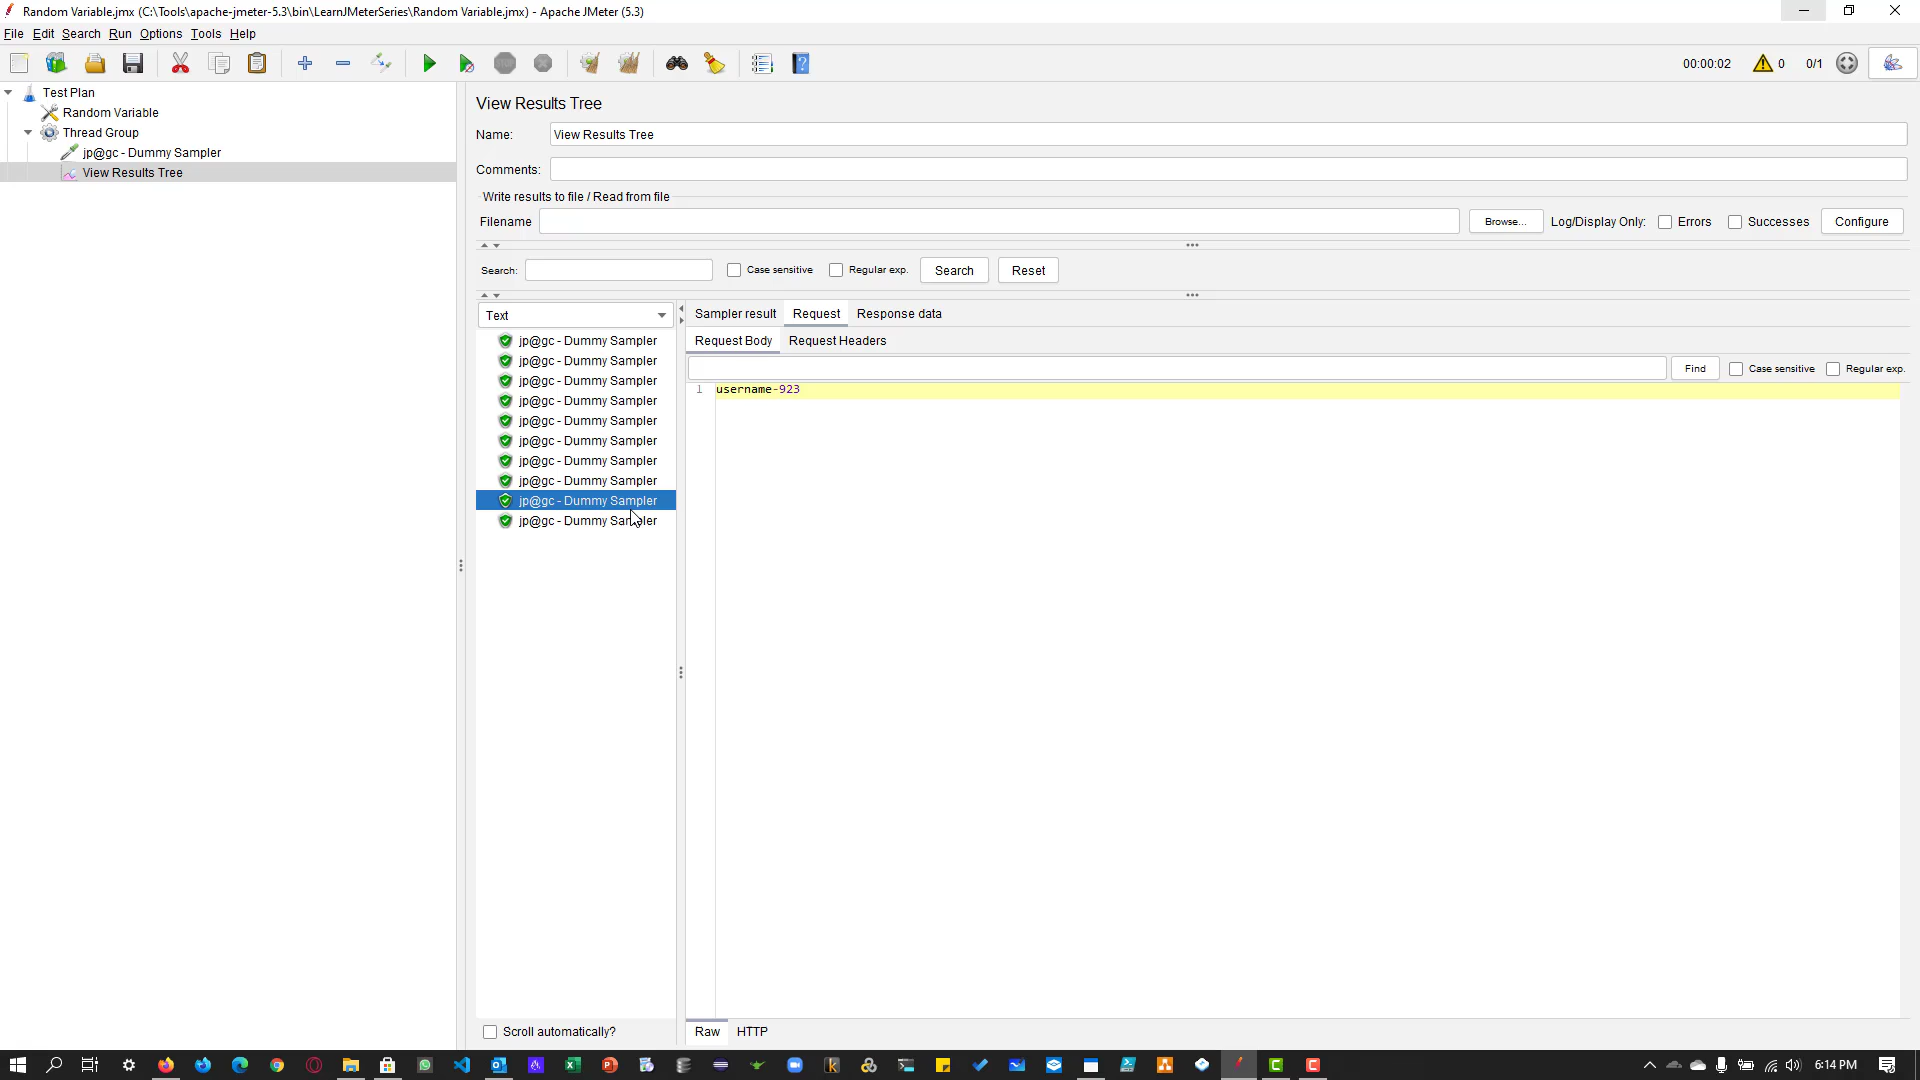 Random Variable.jmx (C:\Tools\apache-jmeter-5.3\bin\LearnJMeterSeries\Random Variable.jmx) - Apache JMeter (5.3)
File Edit Search Run Options Tools Help
00:00:02 0 0/1
Test Plan
Random Variable
Thread Group
jp@gc - Dummy Sampler
View Results Tree
View Results Tree
Name: View Results Tree
Comments:
Write results to file / Read from file
Filename Browse... Log/Display Only: Errors Successes Configure
Search: Case sensitive Regular exp. Search Reset
Text
jp@gc - Dummy Sampler
jp@gc - Dummy Sampler
jp@gc - Dummy Sampler
jp@gc - Dummy Sampler
jp@gc - Dummy Sampler
jp@gc - Dummy Sampler
jp@gc - Dummy Sampler
jp@gc - Dummy Sampler
jp@gc - Dummy Sampler
jp@gc - Dummy Sampler
Scroll automatically?
Sampler result Request Response data
Request Body Request Headers
Find Case sensitive Regular exp.
1 username-923
Raw HTTP
6:14 PM